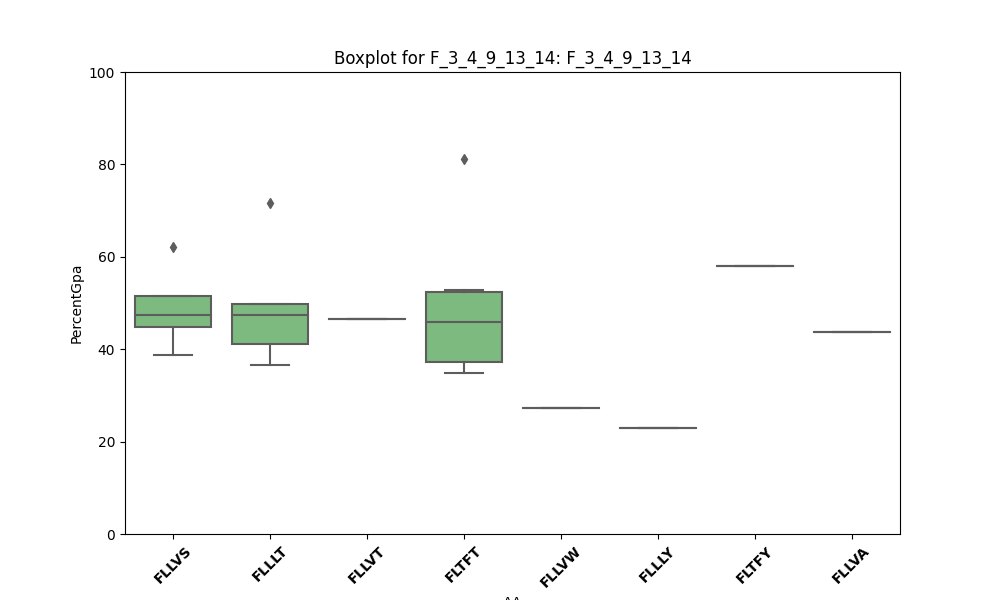 Boxplot for F_3_4_9_13_14: F_3_4_9_13_14
100
80
60
40
20
0
PercentGpa
FLLVS
FLLLT
FLLVT
FLTFT
FLLVW
FLLLY
FLTFY
FLLVA